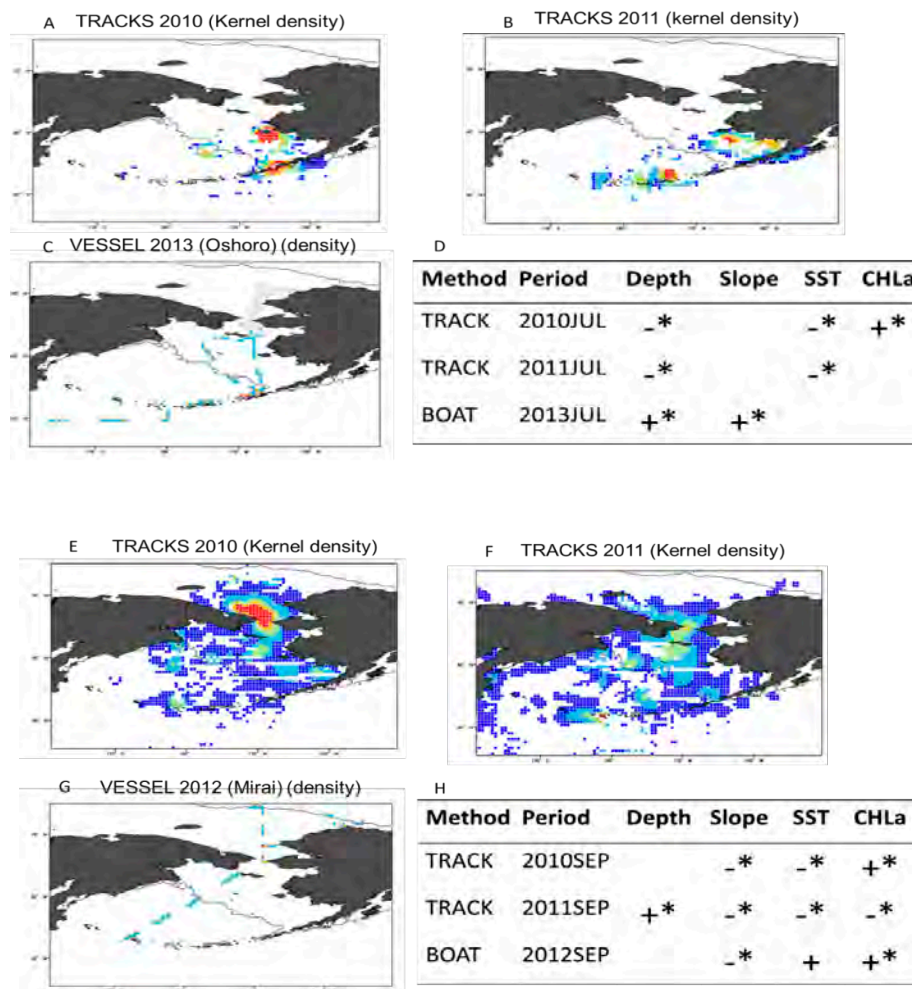 A TRACKS 2010 (Kernel density)
B TRACKS 2011 (kernel density)
C VESSEL 2013 (Oshoro) (density)
D
Method Period Depth Slope SST CHLa
TRACK 2010JUL -* -* +*
TRACK 2011JUL -* -*
BOAT 2013JUL +* +*
E TRACKS 2010 (Kernel density)
F TRACKS 2011 (Kernel density)
G VESSEL 2012 (Mirai) (density)
H
Method Period Depth Slope SST CHLa
TRACK 2010SEP -* -* +*
TRACK 2011SEP +* -* -* -*
BOAT 2012SEP -* + +*